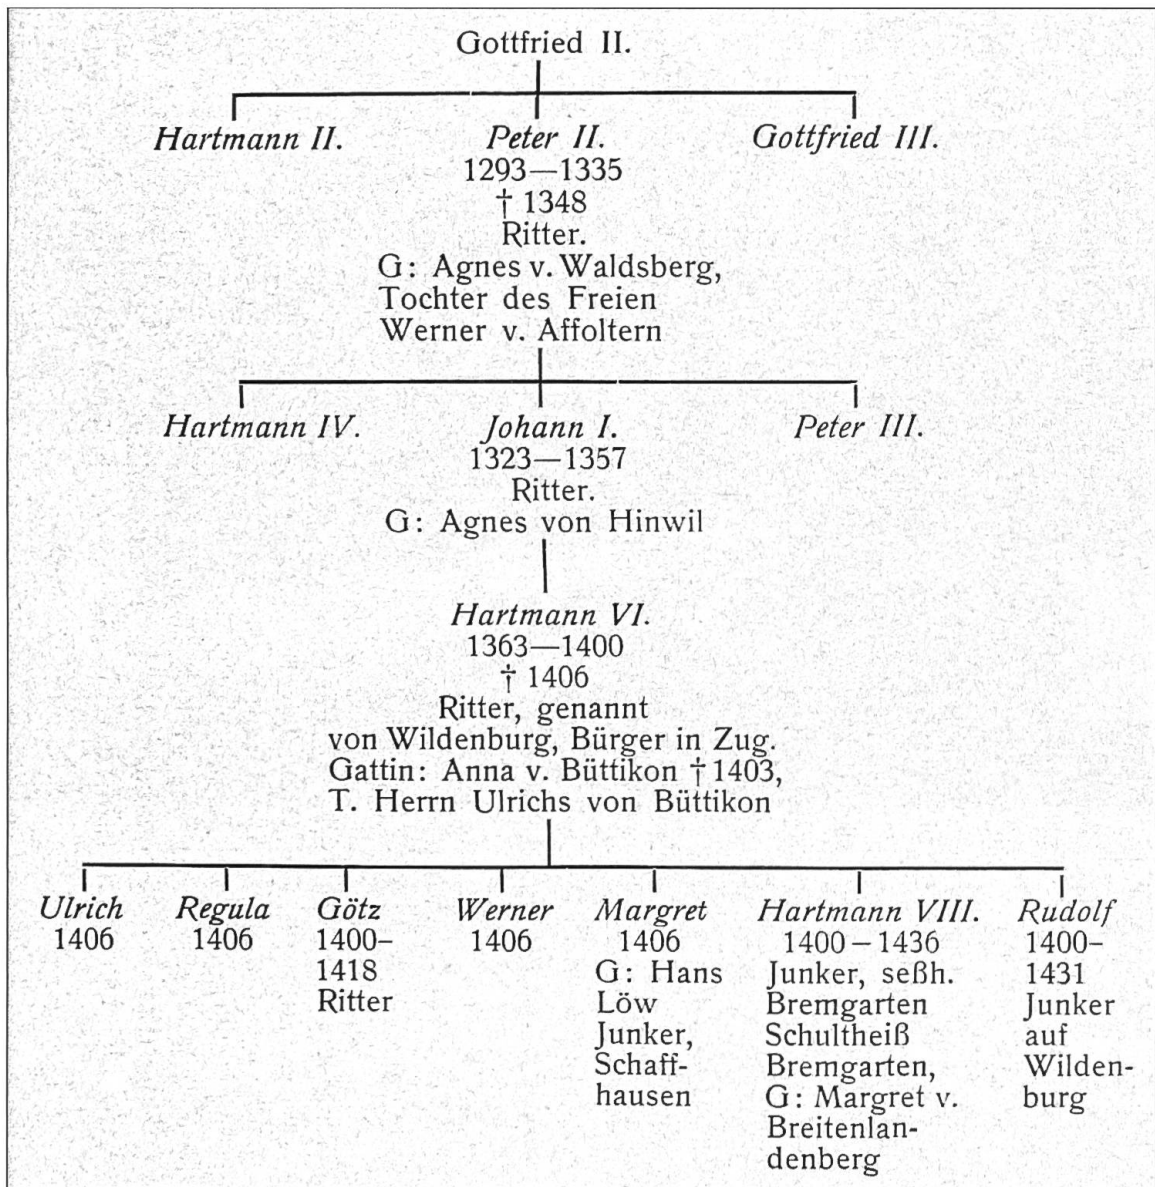 Gottfried II.
Hartmann II.
Peter II.
1293—1335
† 1348
Ritter.
G: Agnes v. Waldsberg,
Tochter des Freien
Werner v. Affoltern
Gottfried III.
Hartmann IV.
Johann I.
1323—1357
Ritter.
G: Agnes von Hinwil
Peter III.
Hartmann VI.
1363—1400
† 1406
Ritter, genannt
von Wildenburg, Bürger in Zug.
Gattin: Anna v. Büttikon † 1403,
T. Herrn Ulrichs von Büttikon
Ulrich
1406
Regula
1406
Götz
1400–
1418
Ritter
Werner
1406
Margret
1406
G: Hans
Löw
Junker,
Schaff-
hausen
Hartmann VIII.
1400 – 1436
Junker, seßh.
Bremgarten
Schultheiß
Bremgarten,
G: Margret v.
Breitenlan-
denberg
Rudolf
1400–
1431
Junker
auf
Wilden-
burg